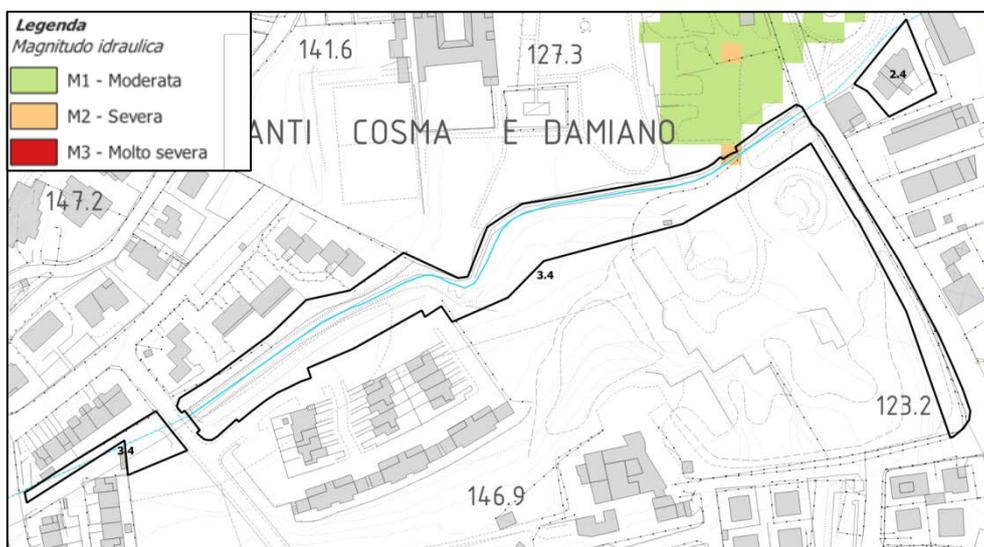 Legenda
Magnitudo idraulica
M1 - Moderata
M2 - Severa
M3 - Molto severa
141.6
127.3
2.4
ANTI COSMA E DAMIANO
147.2
3.4
123.2
3.4
146.9